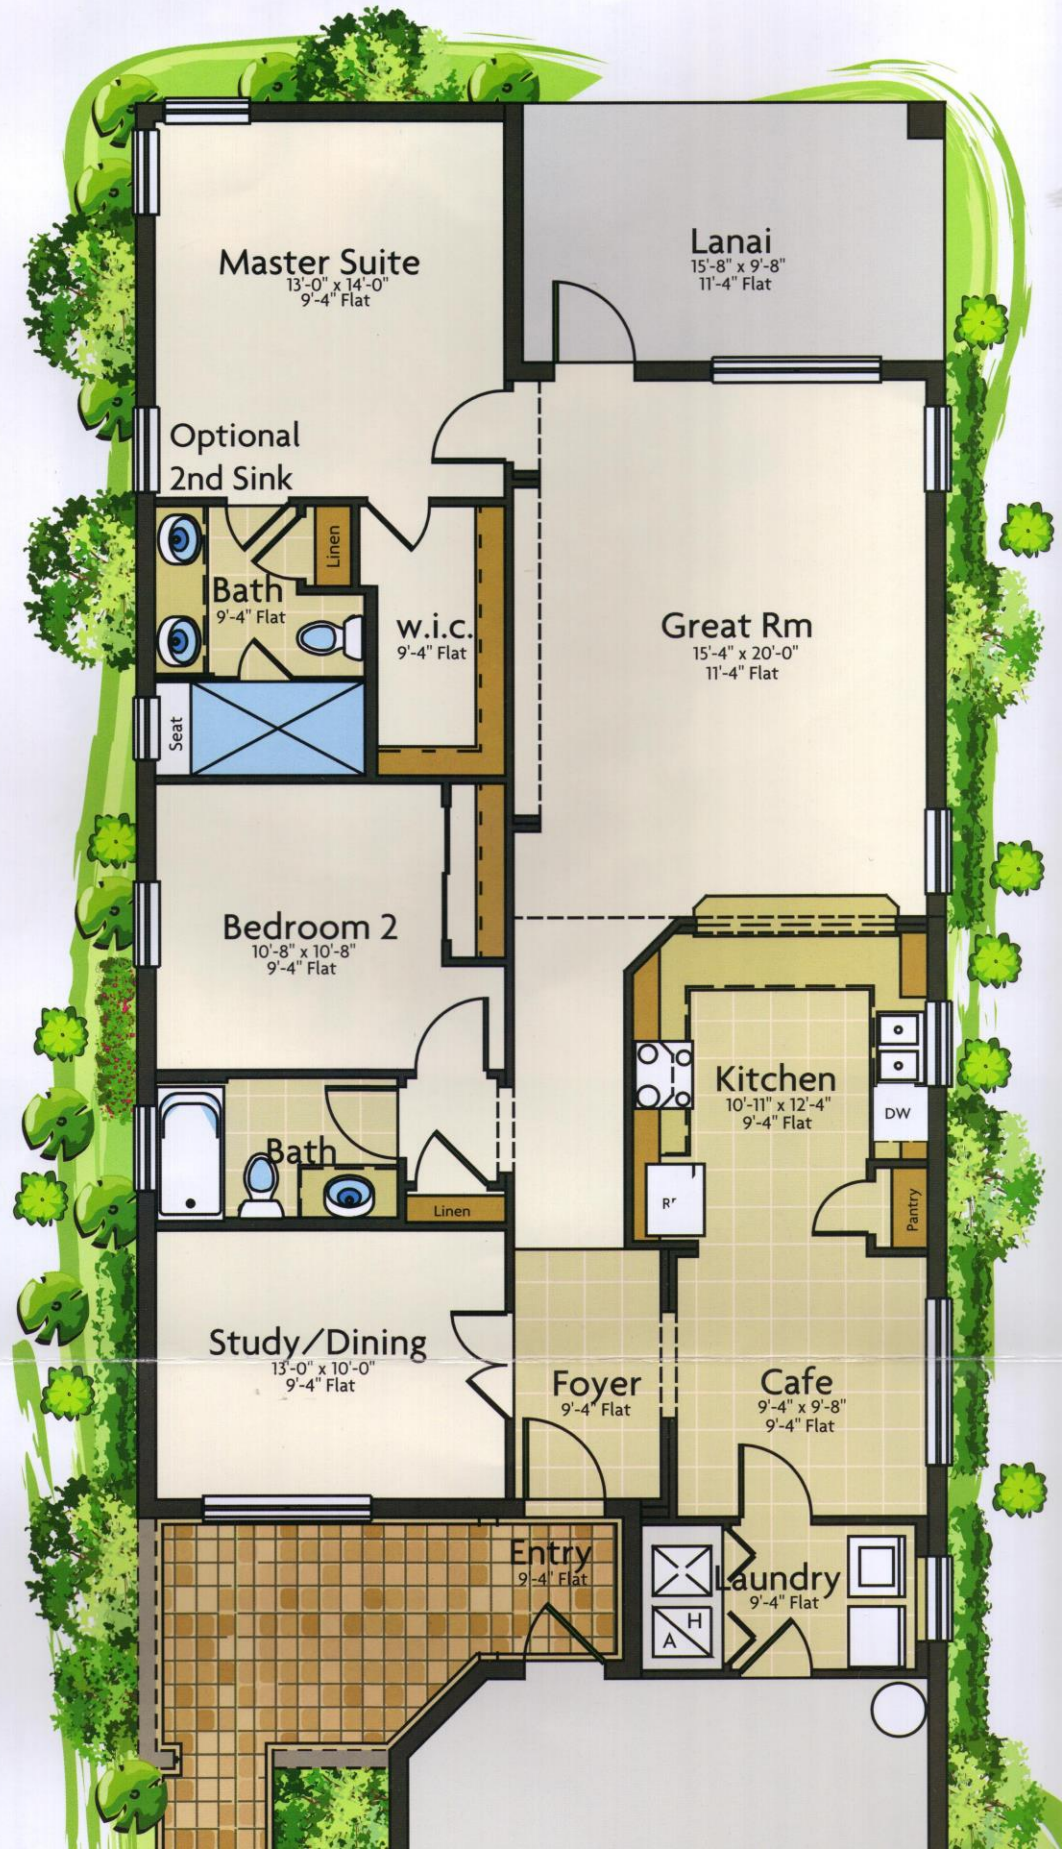 Master Suite
13'-0" x 14'-0"
9'-4" Flat
Lanai
15'-8" x 9'-8"
11'-4" Flat
Optional
2nd Sink
Linen
Bath
9'-4" Flat
w.i.c.
9'-4" Flat
Great Rm
15'-4" x 20'-0"
11'-4" Flat
Seat
Bedroom 2
10'-8" x 10'-8"
9'-4" Flat
Kitchen
10'-11" x 12'-4"
9'-4" Flat
DW
Bath
Linen
Pantry
Study/Dining
13'-0" x 10'-0"
9'-4" Flat
Foyer
9'-4" Flat
Cafe
9'-4" x 9'-8"
9'-4" Flat
Entry
9'-4" Flat
Laundry
9'-4" Flat
H
A